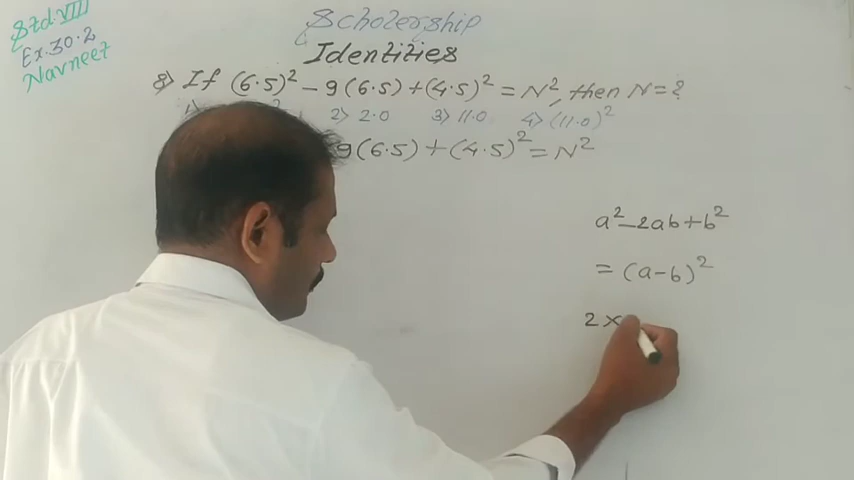 Std.VIII
Ex.30.2
Navneet
Scholership
Identities
8> If (6.5)² - 9(6.5) + (4.5)² = N², then N = ?
2> 2.0 3> 11.0 4> (11.0)²
9(6.5) + (4.5)² = N²
a² - 2ab + b²
= (a - b)²
2 ×